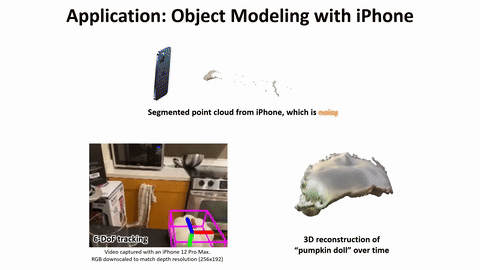 Application: Object Modeling with iPhone
Segmented point cloud from iPhone, which is noisy
6-DoF tracking
Video captured with an iPhone 12 Pro Max.
RGB downscaled to match depth resolution (256x192)
3D reconstruction of
“pumpkin doll” over time